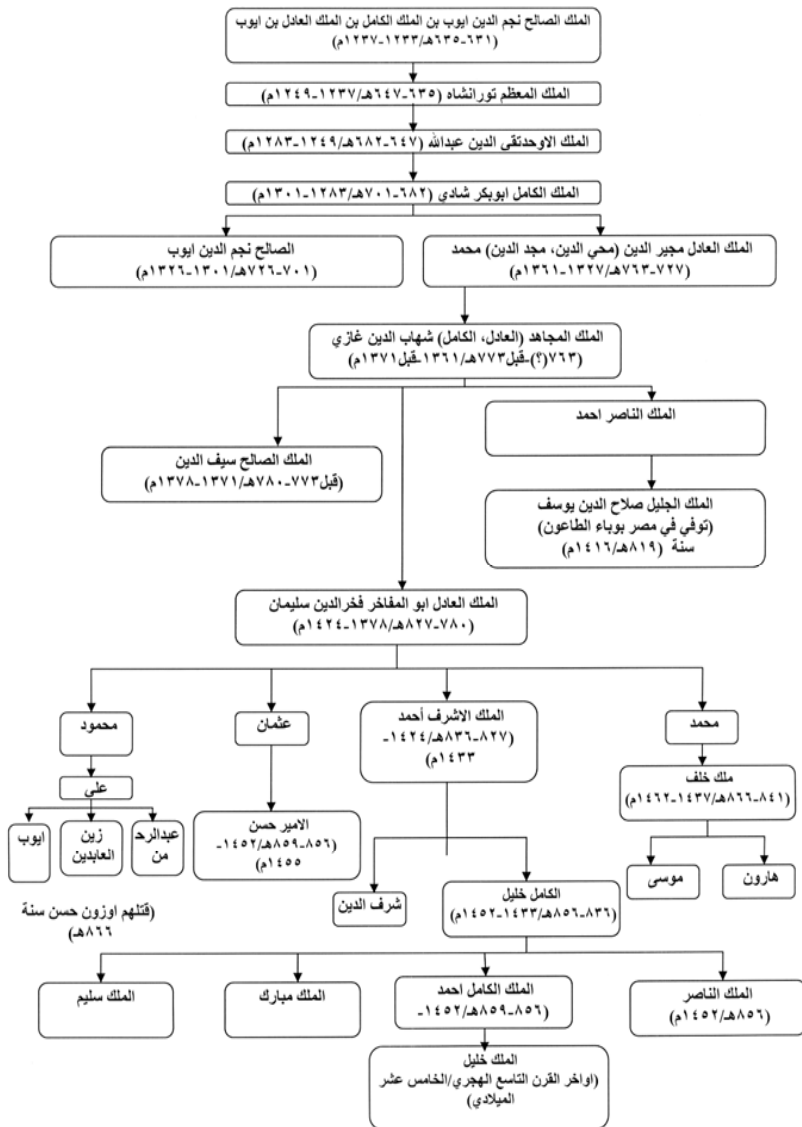 الملك الصالح نجم الدين ايوب بن الملك الكامل بن الملك العادل بن ايوب
(٦٣١-٦٣٥هـ/١٢٣٣-١٢٣٧م)
الملك المعظم تورانشاه (٦٣٥-٦٤٧هـ/١٢٣٧-١٢٤٩م)
الملك الاوحدتقي الدين عبدالله (٦٤٧-٦٨٢هـ/١٢٤٩-١٢٨٣م)
الملك الكامل ابوبكر شادي (٦٨٢-٧٠١هـ/١٢٨٣-١٣٠١م)
الملك العادل مجير الدين (محي الدين، مجد الدين) محمد
(٧٢٧-٧٦٣هـ/١٣٢٧-١٣٦١م)
الصالح نجم الدين ايوب
(٧٠١-٧٢٦هـ/١٣٠١-١٣٢٦م)
الملك المجاهد (العادل، الكامل) شهاب الدين غازي
(٧٦٣(؟)-قبل٧٧٣هـ/١٣٦١-قبل١٣٧١م)
الملك الناصر احمد
الملك الصالح سيف الدين
(قبل٧٧٣-٧٨٠هـ/١٣٧١-١٣٧٨م)
الملك الجليل صلاح الدين يوسف
(توفي في مصر بوباء الطاعون)
سنة (٨١٩هـ/١٤١٦م)
الملك العادل ابو المفاخر فخرالدين سليمان
(٧٨٠-٨٢٧هـ/١٣٧٨-١٤٢٤م)
محمد
الملك الاشرف أحمد
(٨٢٧-٨٣٦هـ/١٤٢٤-
١٤٣٣م)
عثمان
محمود
ملك خلف
(٨٤١-٨٦٦هـ/١٤٣٧-١٤٦٢م)
علي
الامير حسن
(٨٥٦-٨٥٩هـ/١٤٥٢-
١٤٥٥م)
عبدالرح
من
زين
العابدين
ايوب
هارون
موسى
شرف الدين
الكامل خليل
(٨٣٦-٨٥٦هـ/١٤٣٣-١٤٥٢م)
(قتلهم اوزون حسن سنة
٨٦٦هـ)
الملك الناصر
(٨٥٦هـ/١٤٥٢م)
الملك الكامل احمد
(٨٥٦-٨٥٩هـ/١٤٥٢-
الملك مبارك
الملك سليم
الملك خليل
(اواخر القرن التاسع الهجري/الخامس عشر
الميلادي)